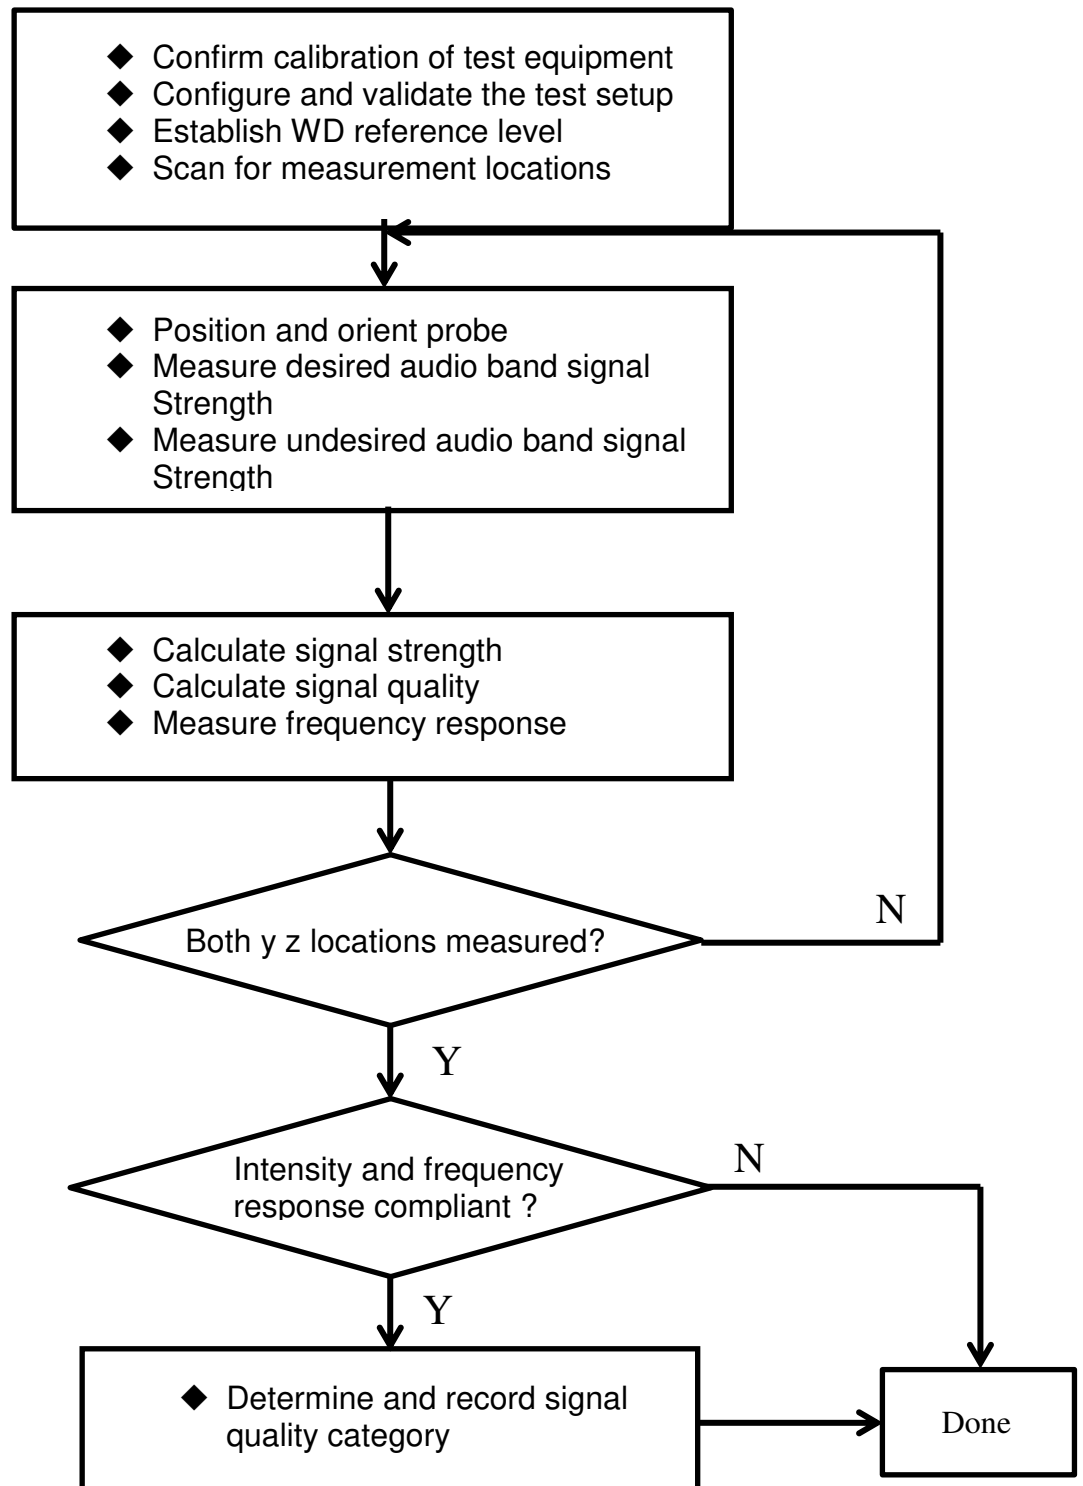 ◆ Confirm calibration of test equipment
◆ Configure and validate the test setup
◆ Establish WD reference level
◆ Scan for measurement locations
◆ Position and orient probe
◆ Measure desired audio band signal
Strength
◆ Measure undesired audio band signal
Strength
◆ Calculate signal strength
◆ Calculate signal quality
◆ Measure frequency response
Both y z locations measured?
N
Y
Intensity and frequency
response compliant ?
N
Y
◆ Determine and record signal
quality category
Done